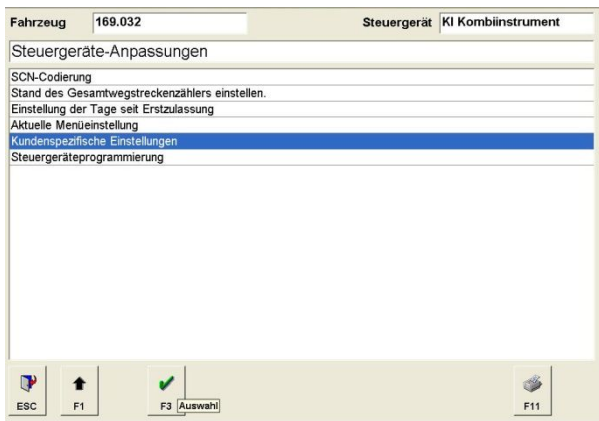 Fahrzeug 169.032 Steuergerät KI Kombiinstrument
Steuergeräte-Anpassungen
SCN-Codierung
Stand des Gesamtwegstreckenzählers einstellen.
Einstellung der Tage seit Erstzulassung
Aktuelle Menüeinstellung
Kundenspezifische Einstellungen
Steuergeräteprogrammierung
ESC F1 F3 Auswahl F11